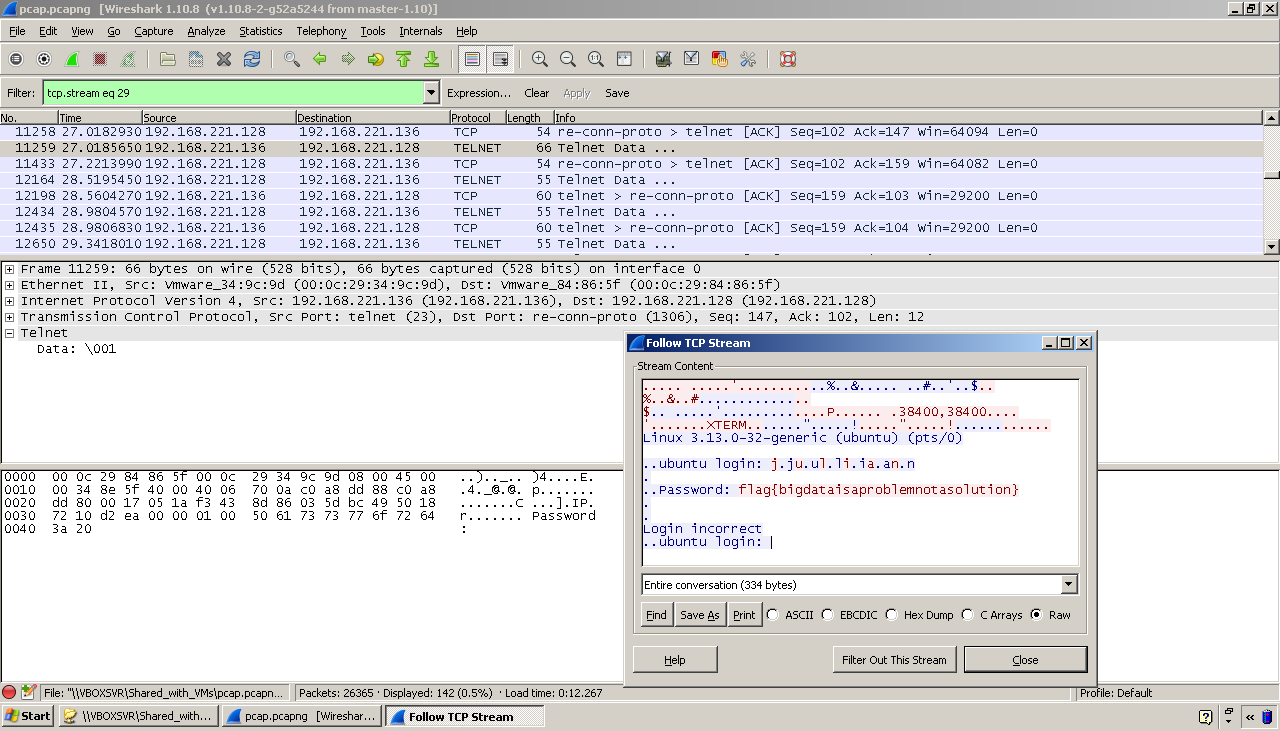 pcap.pcapng [Wireshark 1.10.8 (v1.10.8-2-g52a5244 from master-1.10)]
File Edit View Go Capture Analyze Statistics Telephony Tools Internals Help
Filter: tcp.stream eq 29 Expression... Clear Apply Save
No. Time Source Destination Protocol Length Info
11258 27.0182930 192.168.221.128 192.168.221.136 TCP 54 re-conn-proto > telnet [ACK] Seq=102 Ack=147 Win=64094 Len=0
11259 27.0185650 192.168.221.136 192.168.221.128 TELNET 66 Telnet Data ...
11433 27.2213990 192.168.221.128 192.168.221.136 TCP 54 re-conn-proto > telnet [ACK] Seq=102 Ack=159 Win=64082 Len=0
12164 28.5195450 192.168.221.128 192.168.221.136 TELNET 55 Telnet Data ...
12198 28.5604270 192.168.221.136 192.168.221.128 TCP 60 telnet > re-conn-proto [ACK] Seq=159 Ack=103 Win=29200 Len=0
12434 28.9804570 192.168.221.128 192.168.221.136 TELNET 55 Telnet Data ...
12435 28.9806830 192.168.221.136 192.168.221.128 TCP 60 telnet > re-conn-proto [ACK] Seq=159 Ack=104 Win=29200 Len=0
12650 29.3418010 192.168.221.128 192.168.221.136 TELNET 55 Telnet Data ...
Frame 11259: 66 bytes on wire (528 bits), 66 bytes captured (528 bits) on interface 0
Ethernet II, Src: Vmware_34:9c:9d (00:0c:29:34:9c:9d), Dst: Vmware_84:86:5f (00:0c:29:84:86:5f)
Internet Protocol Version 4, Src: 192.168.221.136 (192.168.221.136), Dst: 192.168.221.128 (192.168.221.128)
Transmission Control Protocol, Src Port: telnet (23), Dst Port: re-conn-proto (1306), Seq: 147, Ack: 102, Len: 12
Telnet
Data: \001
0000 00 0c 29 84 86 5f 00 0c 29 34 9c 9d 08 00 45 00 ..).._.. )4....E.
0010 00 34 8e 5f 40 00 40 06 70 0a c0 a8 dd 88 c0 a8 .4._@.@. p.......
0020 dd 80 00 17 05 1a f3 43 8d 86 03 5d bc 49 50 18 .......C ...].IP.
0030 72 10 d2 ea 00 00 01 00 50 61 73 73 77 6f 72 64 r....... Password
0040 3a 20 :
Follow TCP Stream
Stream Content
..... .....'...........%..&..... ..#..'..$..
%..&..#..............
$.. .....'.............P...... .38400,38400....
'.......XTERM.......".....!.....".....!............
Linux 3.13.0-32-generic (ubuntu) (pts/0)
..ubuntu login: j.ju.ul.li.ia.an.n
.
..Password: flag{bigdataisaproblemnotasolution}
.
.
Login incorrect
..ubuntu login:
Entire conversation (334 bytes)
Find Save As Print ASCII EBCDIC Hex Dump C Arrays Raw
Help Filter Out This Stream Close
File: "\\VBOXSVR\Shared_with_VMs\pcap.pcapn... Packets: 26365 · Displayed: 142 (0.5%) · Load time: 0:12.267 Profile: Default
Start \\VBOXSVR\Shared_with... pcap.pcapng [Wireshar... Follow TCP Stream